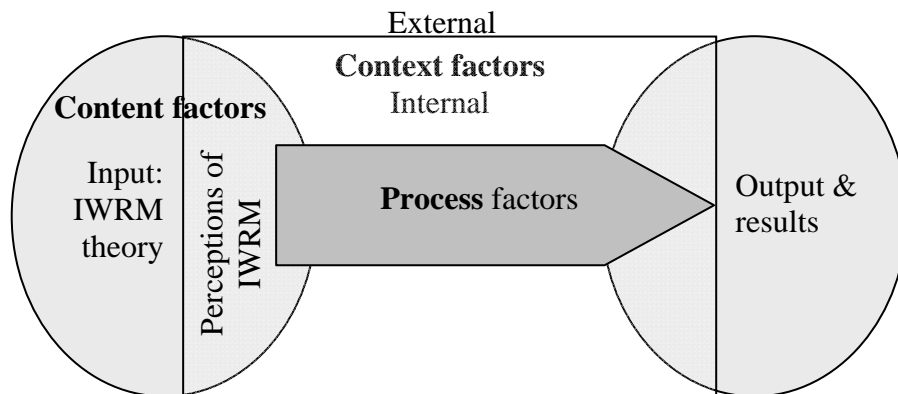 External
Context factors
Internal
Content factors
Input:
IWRM
theory
Perceptions of
IWRM
Process factors
Output &
results